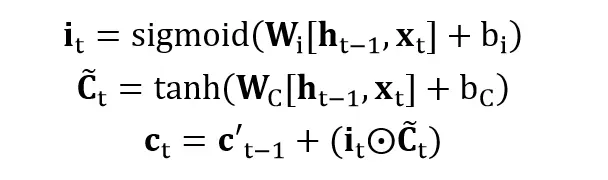 i_t = sigmoid(W_i[h_{t−1}, x_t] + b_i)
C̃_t = tanh(W_C[h_{t−1}, x_t] + b_C)
c_t = c′_{t−1} + (i_t⊙C̃_t)